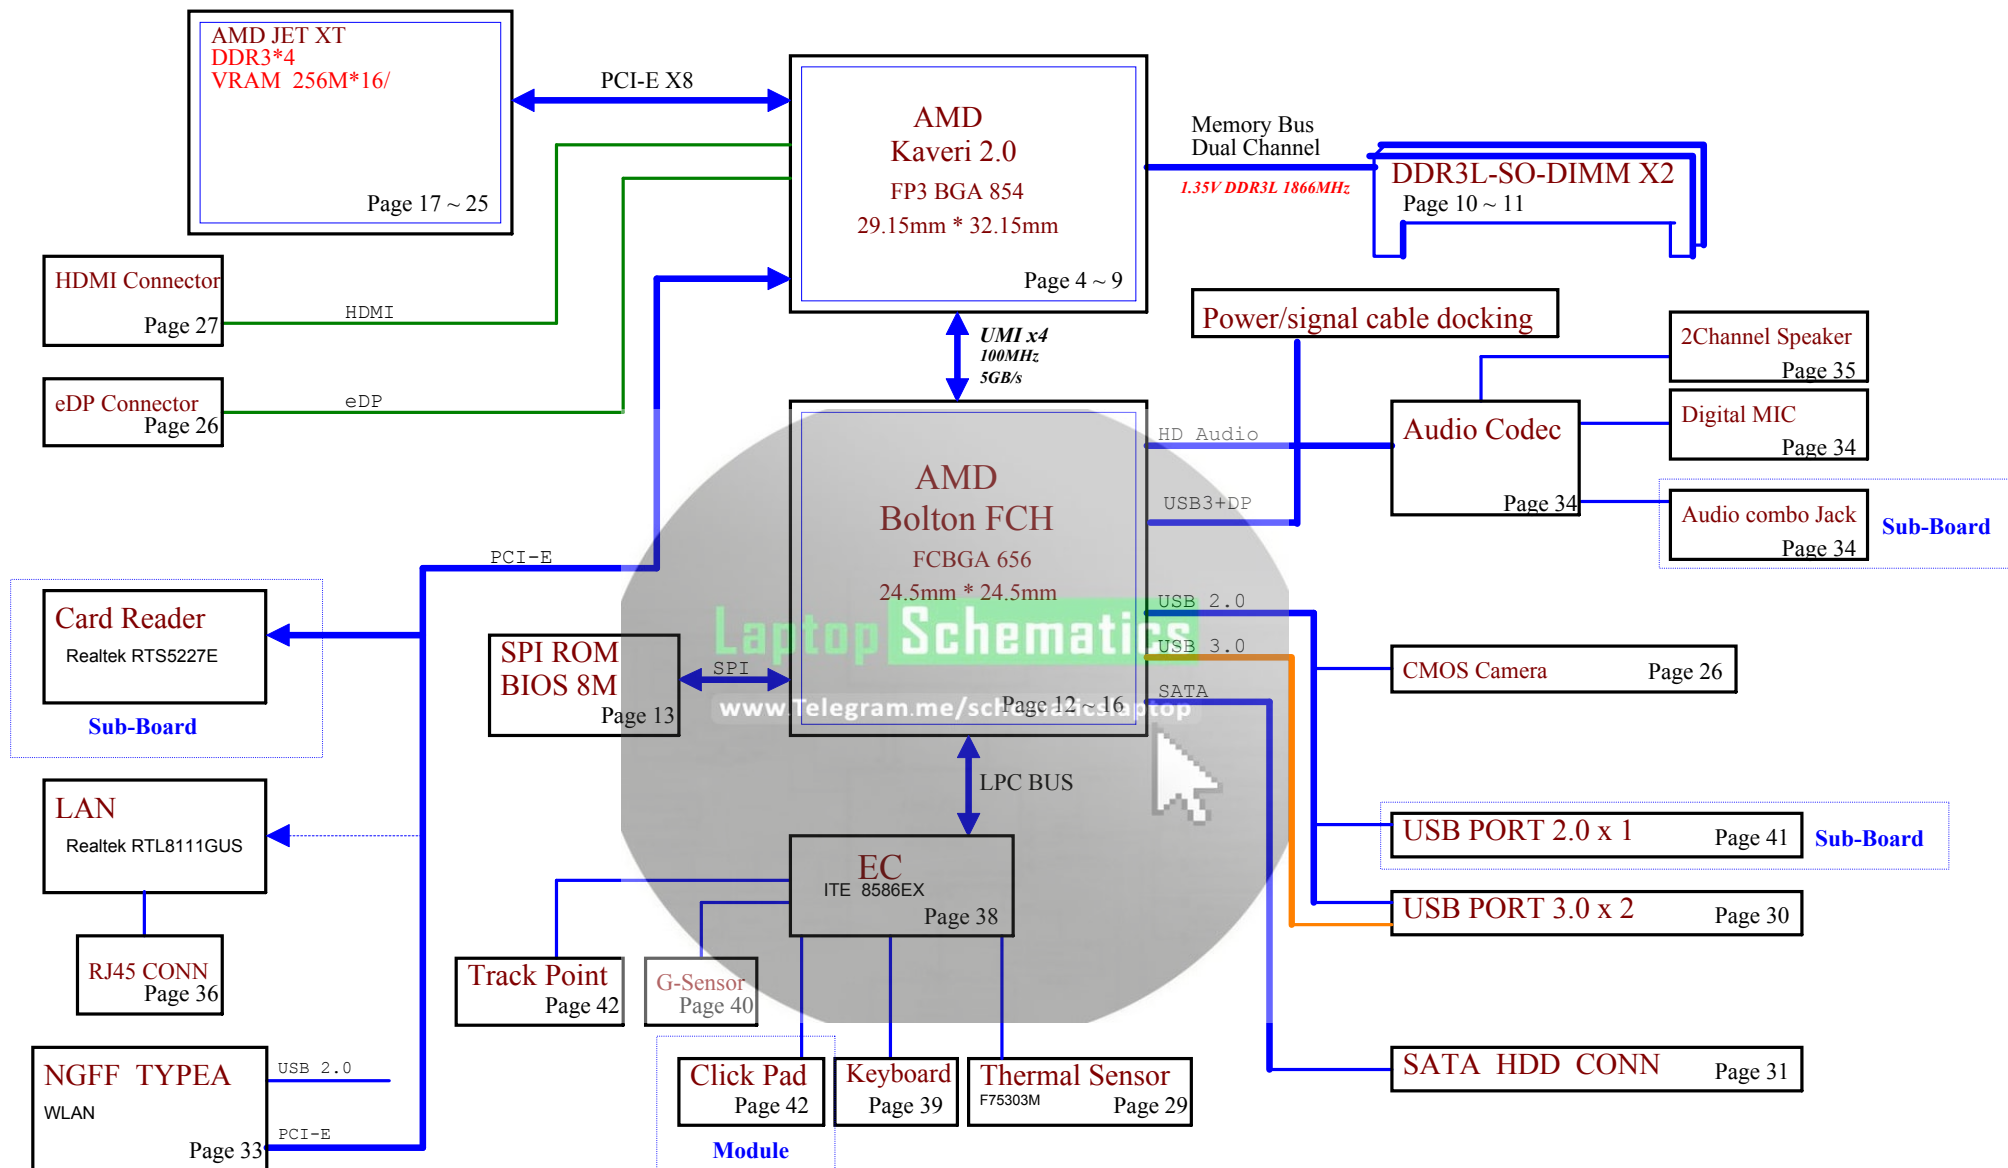 AMD JET XT
DDR3*4
VRAM 256M*16/
Page 17 ~ 25
PCI-E X8
AMD
Kaveri 2.0
FP3 BGA 854
29.15mm * 32.15mm
Page 4 ~ 9
Memory Bus
Dual Channel
1.35V DDR3L 1866MHz
DDR3L-SO-DIMM X2
Page 10 ~ 11
HDMI Connector
Page 27
HDMI
eDP Connector
Page 26
eDP
UMI x4
100MHz
5GB/s
Power/signal cable docking
2Channel Speaker
Page 35
Audio Codec
Page 34
Digital MIC
Page 34
Audio combo Jack
Page 34
Sub-Board
HD Audio
USB3+DP
AMD
Bolton FCH
FCBGA 656
24.5mm * 24.5mm
Page 12 ~ 16
PCI-E
Card Reader
Realtek RTS5227E
Sub-Board
SPI ROM
BIOS 8M
Page 13
SPI
Laptop Schematics
www.Telegram.me/schematicslaptop
USB 2.0
USB 3.0
SATA
CMOS Camera
Page 26
LAN
Realtek RTL8111GUS
RJ45 CONN
Page 36
LPC BUS
EC
ITE 8586EX
Page 38
USB PORT 2.0 x 1
Page 41
Sub-Board
USB PORT 3.0 x 2
Page 30
Track Point
Page 42
G-Sensor
Page 40
NGFF TYPEA
WLAN
Page 33
USB 2.0
PCI-E
Click Pad
Page 42
Module
Keyboard
Page 39
Thermal Sensor
F75303M
Page 29
SATA HDD CONN
Page 31